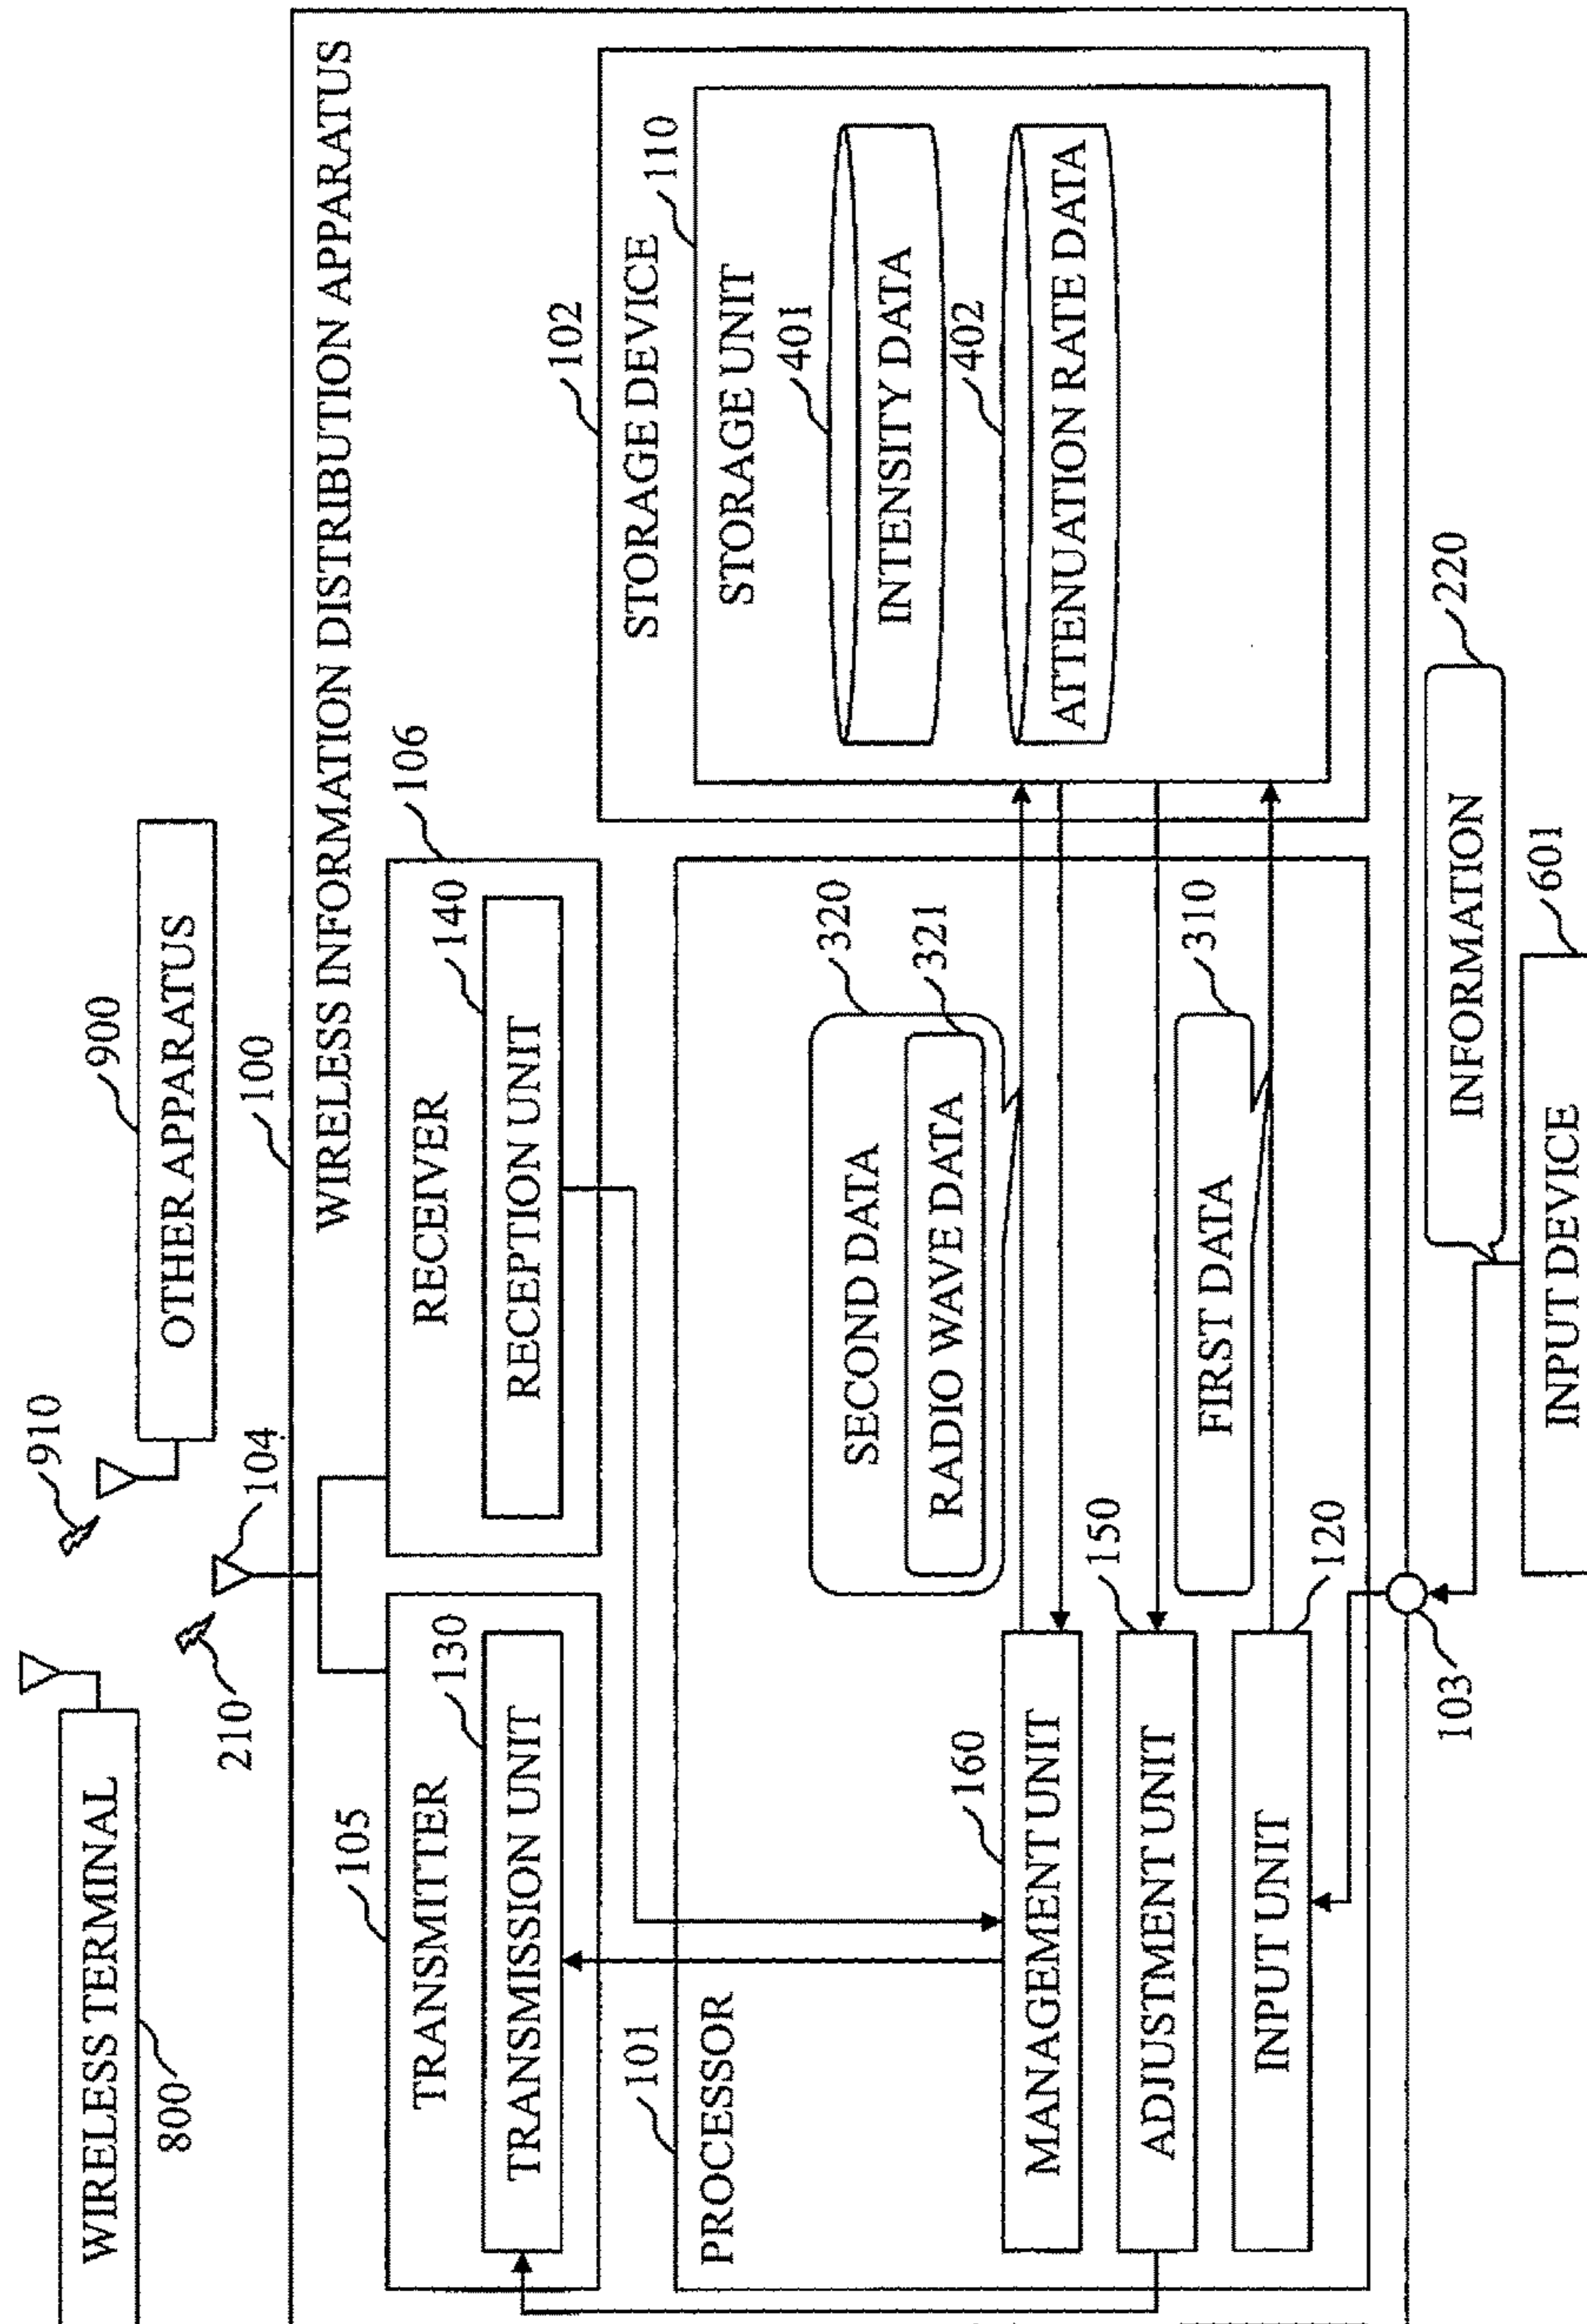 WIRELESS TERMINAL
800
210
910
104
900
OTHER APPARATUS
100
WIRELESS INFORMATION DISTRIBUTION APPARATUS
105
TRANSMITTER
130
TRANSMISSION UNIT
106
RECEIVER
140
RECEPTION UNIT
102
STORAGE DEVICE
110
STORAGE UNIT
401
INTENSITY DATA
402
ATTENUATION RATE DATA
101
PROCESSOR
320
SECOND DATA
321
RADIO WAVE DATA
160
MANAGEMENT UNIT
150
ADJUSTMENT UNIT
310
FIRST DATA
120
INPUT UNIT
103
220
INFORMATION
601
INPUT DEVICE